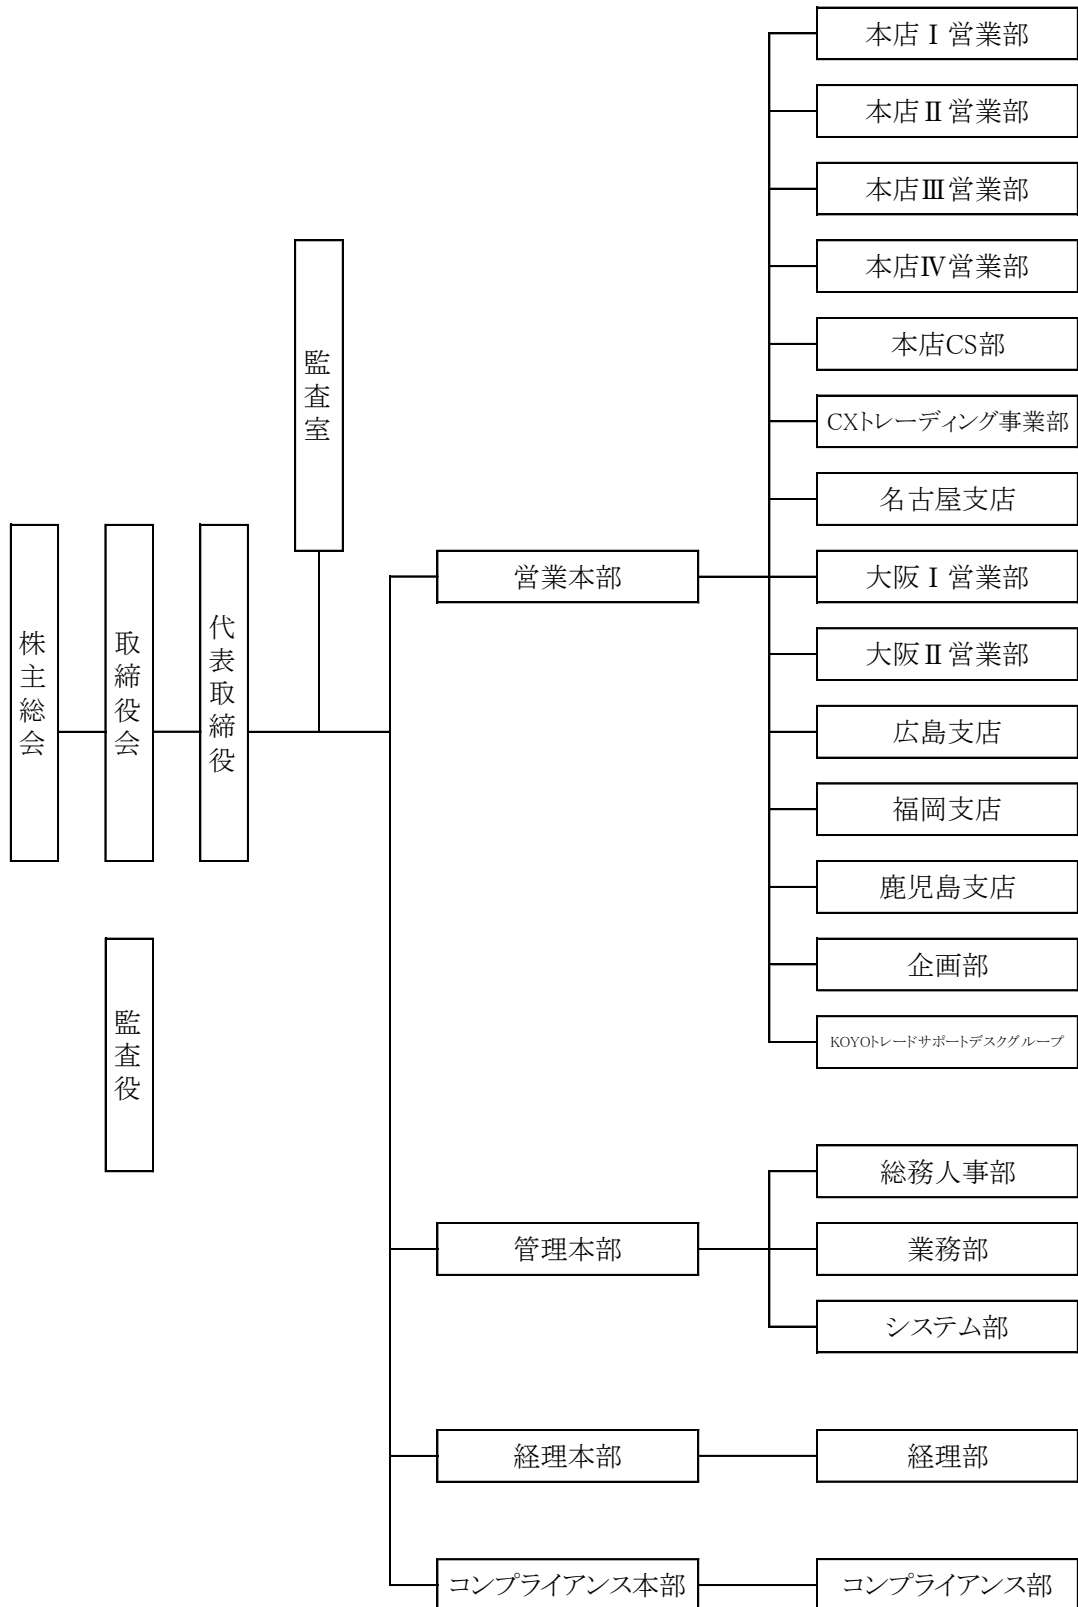 株主総会
取締役会
監査役
代表取締役
監査室
営業本部
本店Ⅰ営業部
本店Ⅱ営業部
本店Ⅲ営業部
本店Ⅳ営業部
本店CS部
CXトレーディング事業部
名古屋支店
大阪Ⅰ営業部
大阪Ⅱ営業部
広島支店
福岡支店
鹿児島支店
企画部
KOYOトレードサポートデスクグループ
管理本部
総務人事部
業務部
システム部
経理本部
経理部
コンプライアンス本部
コンプライアンス部